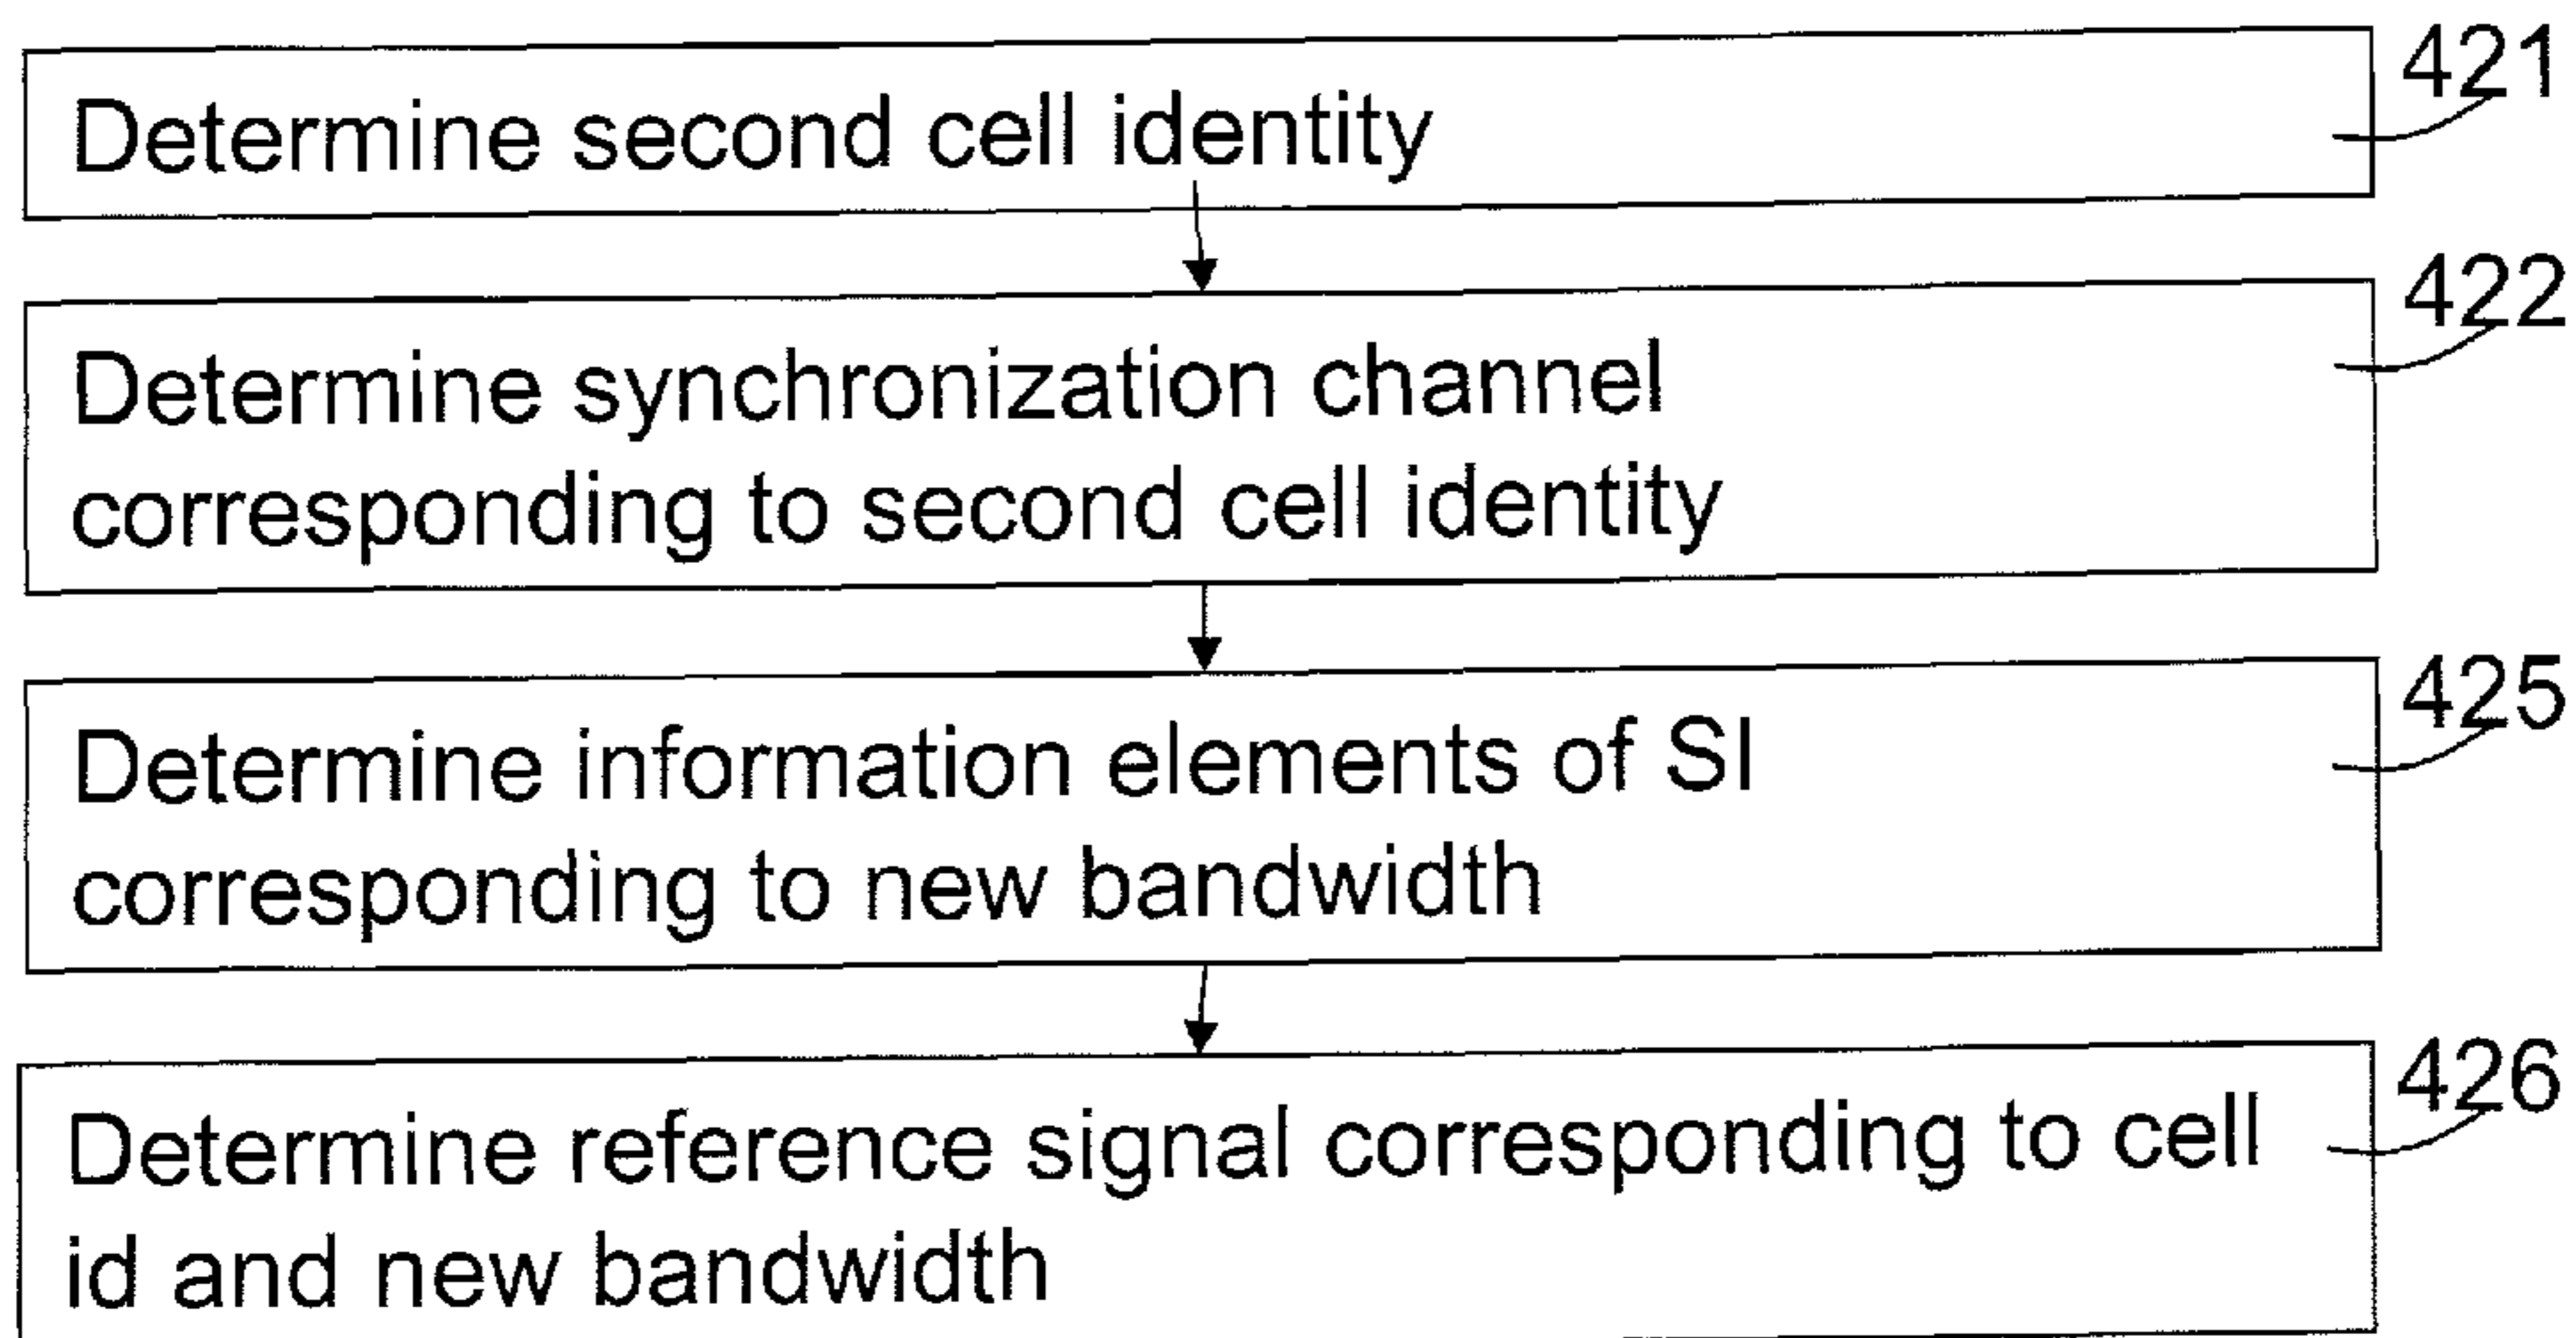 421
Determine second cell identity
422
Determine synchronization channel
corresponding to second cell identity
425
Determine information elements of SI
corresponding to new bandwidth
426
Determine reference signal corresponding to cell
id and new bandwidth